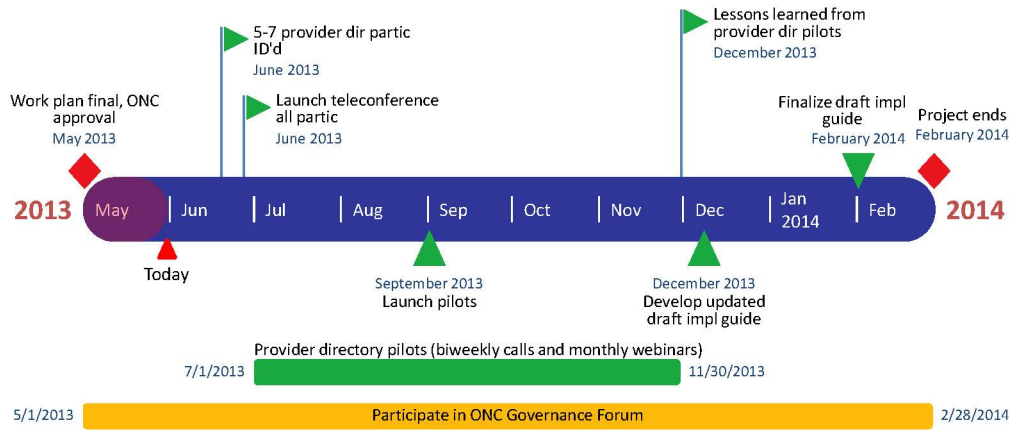 5-7 provider dir partic
ID'd
June 2013
Lessons learned from
provider dir pilots
December 2013
Work plan final, ONC
approval
May 2013
Launch teleconference
all partic
June 2013
Finalize draft impl
guide
February 2014
Project ends
February 2014
2013
May
Jun
Jul
Aug
Sep
Oct
Nov
Dec
Jan
2014
Feb
2014
Today
September 2013
Launch pilots
December 2013
Develop updated
draft impl guide
Provider directory pilots (biweekly calls and monthly webinars)
7/1/2013
11/30/2013
5/1/2013
Participate in ONC Governance Forum
2/28/2014